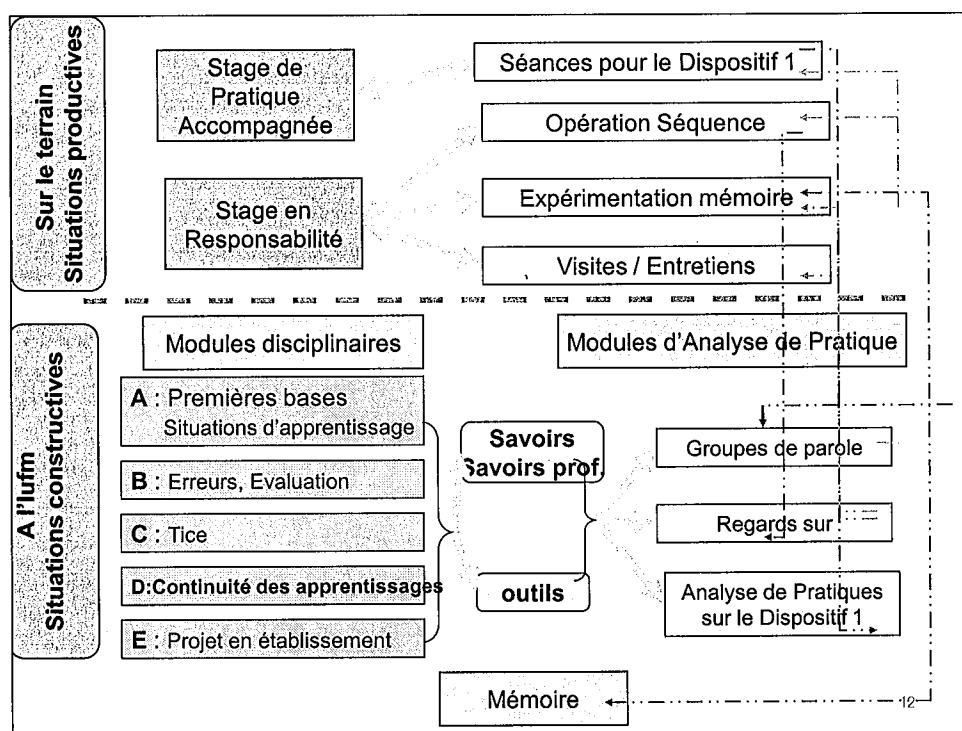 Sur le terrain
Situations productives
Stage de
Pratique
Accompagnée
Stage en
Responsabilité
Séances pour le Dispositif 1
Opération Séquence
Expérimentation mémoire
Visites / Entretiens
A l'Iufm
Situations constructives
Modules disciplinaires
A : Premières bases
Situations d'apprentissage
B : Erreurs, Evaluation
C : Tice
D:Continuité des apprentissages
E : Projet en établissement
Savoirs
Savoirs prof.
outils
Modules d'Analyse de Pratique
Groupes de parole
Regards sur
Analyse de Pratiques
sur le Dispositif 1
Mémoire
12